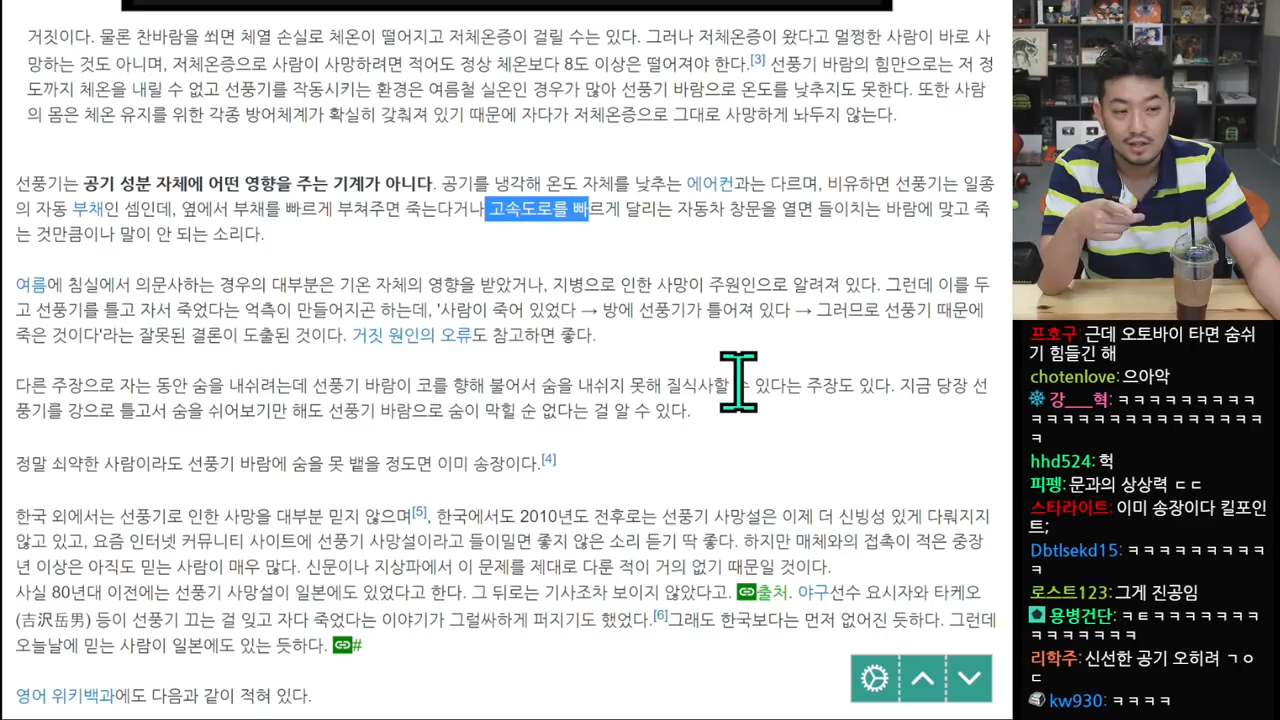 거짓이다. 물론 찬바람을 쐬면 체열 손실로 체온이 떨어지고 저체온증이 걸릴 수는 있다. 그러나 저체온증이 왔다고 멀쩡한 사람이 바로 사
망하는 것도 아니며, 저체온증으로 사람이 사망하려면 적어도 정상 체온보다 8도 이상은 떨어져야 한다.[3] 선풍기 바람의 힘만으로는 저 정
도까지 체온을 내릴 수 없고 선풍기를 작동시키는 환경은 여름철 실온인 경우가 많아 선풍기 바람으로 온도를 낮추지도 못한다. 또한 사람
의 몸은 체온 유지를 위한 각종 방어체계가 확실히 갖춰져 있기 때문에 자다가 저체온증으로 그대로 사망하게 놔두지 않는다.
선풍기는 공기 성분 자체에 어떤 영향을 주는 기계가 아니다. 공기를 냉각해 온도 자체를 낮추는 에어컨과는 다르며, 비유하면 선풍기는 일종
의 자동 부채인 셈인데, 옆에서 부채를 빠르게 부쳐주면 죽는다거나 고속도로를 빠르게 달리는 자동차 창문을 열면 들이치는 바람에 맞고 죽
는 것만큼이나 말이 안 되는 소리다.
여름에 침실에서 의문사하는 경우의 대부분은 기온 자체의 영향을 받았거나, 지병으로 인한 사망이 주원인으로 알려져 있다. 그런데 이를 두
고 선풍기를 틀고 자서 죽었다는 억측이 만들어지곤 하는데, '사람이 죽어 있었다 → 방에 선풍기가 틀어져 있다 → 그러므로 선풍기 때문에
죽은 것이다'라는 잘못된 결론이 도출된 것이다. 거짓 원인의 오류도 참고하면 좋다.
다른 주장으로 자는 동안 숨을 내쉬려는데 선풍기 바람이 코를 향해 불어서 숨을 내쉬지 못해 질식사할 있다는 주장도 있다. 지금 당장 선
풍기를 강으로 틀고서 숨을 쉬어보기만 해도 선풍기 바람으로 숨이 막힐 순 없다는 걸 알 수 있다.
정말 쇠약한 사람이라도 선풍기 바람에 숨을 못 뱉을 정도면 이미 송장이다.[4]
한국 외에서는 선풍기로 인한 사망을 대부분 믿지 않으며[5], 한국에서도 2010년도 전후로는 선풍기 사망설은 이제 더 신빙성 있게 다뤄지지
않고 있고, 요즘 인터넷 커뮤니티 사이트에 선풍기 사망설이라고 들이밀면 좋지 않은 소리 듣기 딱 좋다. 하지만 매체와의 접촉이 적은 중장
년 이상은 아직도 믿는 사람이 매우 많다. 신문이나 지상파에서 이 문제를 제대로 다룬 적이 거의 없기 때문일 것이다.
사실 80년대 이전에는 선풍기 사망설이 일본에도 있었다고 한다. 그 뒤로는 기사조차 보이지 않았다고. 출처. 야구선수 요시자와 타케오
(吉沢岳男) 등이 선풍기 끄는 걸 잊고 자다 죽었다는 이야기가 그럴싸하게 퍼지기도 했었다.[6]그래도 한국보다는 먼저 없어진 듯하다. 그런데
오늘날에 믿는 사람이 일본에도 있는 듯하다. #
영어 위키백과에도 다음과 같이 적혀 있다.
프호구: 근데 오토바이 타면 숨쉬
기 힘들긴 해
chotenlove: 으아악
강___혁: ㅋㅋㅋㅋㅋㅋㅋㅋㅋ
ㅋㅋㅋㅋㅋㅋㅋㅋㅋㅋㅋㅋㅋㅋㅋ
ㅋ
hhd524: 헉
피펭: 문과의 상상력 ㄷㄷ
스타라이트: 이미 송장이다 킬포인
트;
Dbtlsekd15: ㅋㅋㅋㅋㅋㅋㅋㅋㅋ
ㅋ
로스트123: 그게 진공임
용병건단: ㅋㅌㅋㅋㅋㅋㅋㅋㅋ
ㅋㅋㅋㅋㅋㅋㅋ
리학주: 신선한 공기 오히려 ㄱㅇ
ㄷ
kw930: ㅋㅋㅋㅋ